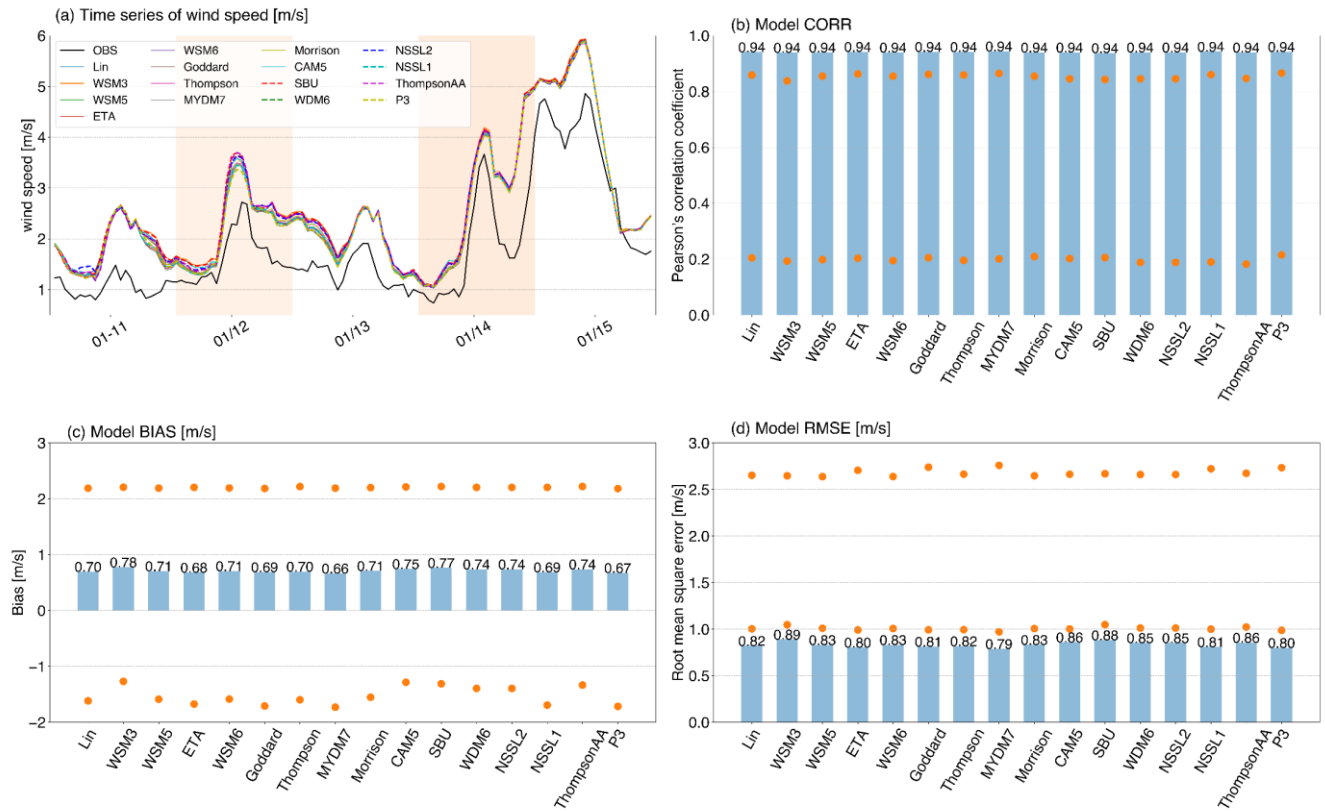 (a) Time series of wind speed [m/s]
wind speed [m/s]
6
5
4
3
2
1
OBS
Lin
WSM3
WSM5
ETA
WSM6
Goddard
Thompson
MYDM7
Morrison
CAM5
SBU
WDM6
NSSL2
NSSL1
ThompsonAA
P3
01-11
01/12
01/13
01/14
01/15
(b) Model CORR
Pearson's correlation coefficient
1.0
0.8
0.6
0.4
0.2
0.0
0.94 0.94 0.94 0.94 0.94 0.94 0.94 0.94 0.94 0.94 0.94 0.94 0.94 0.94 0.94 0.94
Lin WSM3 WSM5 ETA WSM6 Goddard Thompson MYDM7 Morrison CAM5 SBU WDM6 NSSL2 NSSL1 ThompsonAA P3
(c) Model BIAS [m/s]
Bias [m/s]
3
2
1
0
−1
−2
0.70 0.78 0.71 0.68 0.71 0.69 0.70 0.66 0.71 0.75 0.77 0.74 0.74 0.69 0.74 0.67
Lin WSM3 WSM5 ETA WSM6 Goddard Thompson MYDM7 Morrison CAM5 SBU WDM6 NSSL2 NSSL1 ThompsonAA P3
(d) Model RMSE [m/s]
Root mean square error [m/s]
3.0
2.5
2.0
1.5
1.0
0.5
0.0
0.82 0.89 0.83 0.80 0.83 0.81 0.82 0.79 0.83 0.86 0.88 0.85 0.85 0.81 0.86 0.80
Lin WSM3 WSM5 ETA WSM6 Goddard Thompson MYDM7 Morrison CAM5 SBU WDM6 NSSL2 NSSL1 ThompsonAA P3